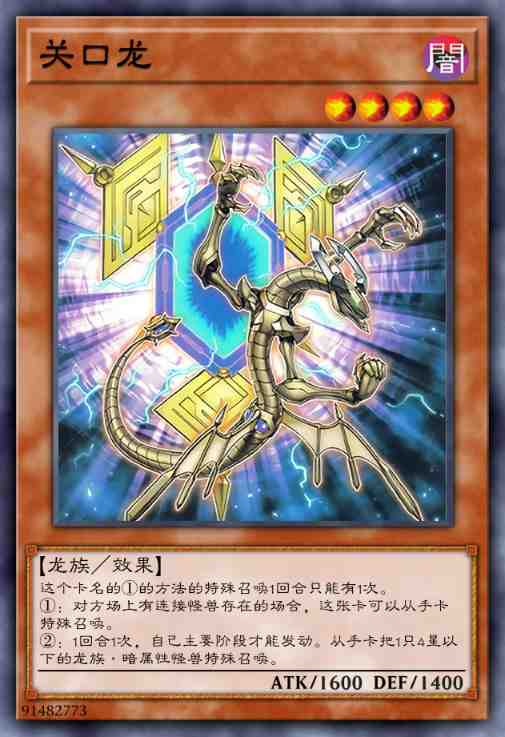 关口龙
闇
【龙族／效果】
这个卡名的①的方法的特殊召唤1回合只能有1次。
①：对方场上有连接怪兽存在的场合，这张卡可以从手卡
特殊召唤。
②：1回合1次，自己主要阶段才能发动。从手卡把1只4星以
下的龙族·暗属性怪兽特殊召唤。
ATK/1600 DEF/1400
91482773